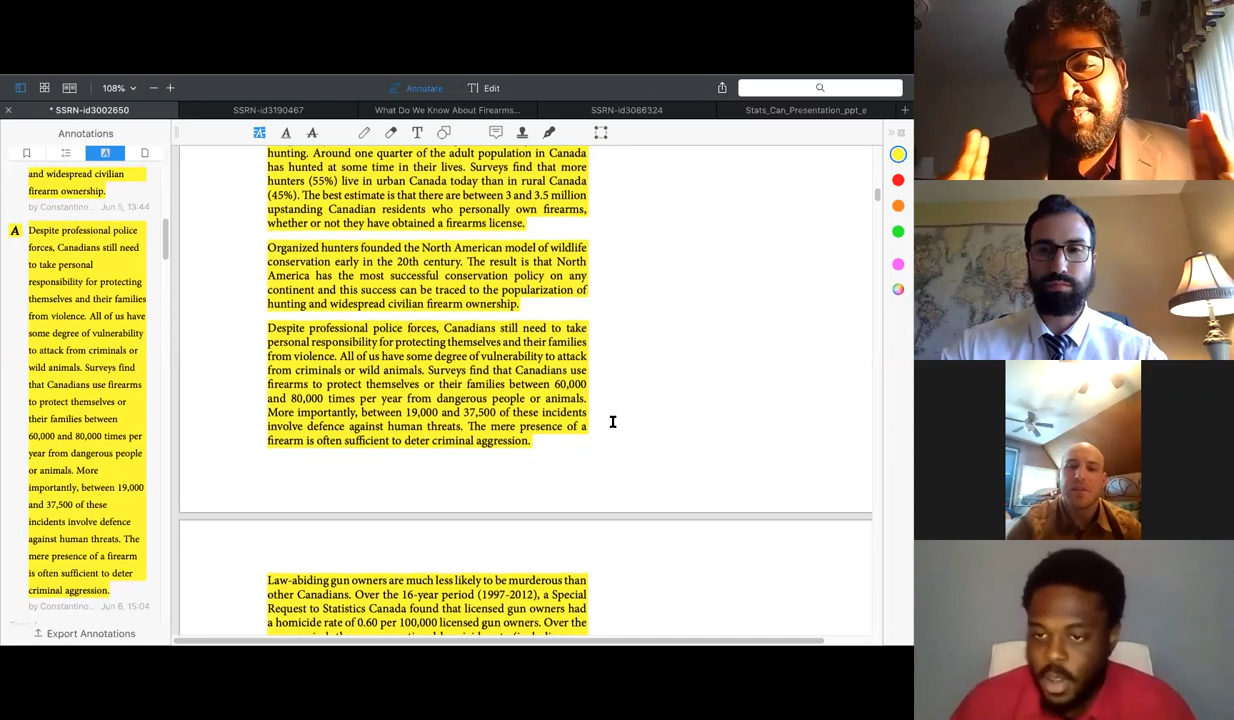 108%
Annotate
Edit
* SSRN-id3002650
SSRN-id3190467
What Do We Know About Firearms...
SSRN-id3086324
Stats_Can_Presentation_ppt_e
Annotations
and widespread civilian
firearm ownership.
by Constantino... Jun 5, 13:44
A
Despite professional police
forces, Canadians still need
to take personal
responsibility for protecting
themselves and their families
from violence. All of us have
some degree of vulnerability
to attack from criminals or
wild animals. Surveys find
that Canadians use firearms
to protect themselves or
their families between
60,000 and 80,000 times per
year from dangerous people
or animals. More
importantly, between 19,000
and 37,500 of these
incidents involve defence
against human threats. The
mere presence of a firearm
is often sufficient to deter
criminal aggression.
by Constantino... Jun 6, 15:04
Export Annotations
hunting. Around one quarter of the adult population in Canada
has hunted at some time in their lives. Surveys find that more
hunters (55%) live in urban Canada today than in rural Canada
(45%). The best estimate is that there are between 3 and 3.5 million
upstanding Canadian residents who personally own firearms,
whether or not they have obtained a firearms license.
Organized hunters founded the North American model of wildlife
conservation early in the 20th century. The result is that North
America has the most successful conservation policy on any
continent and this success can be traced to the popularization of
hunting and widespread civilian firearm ownership.
Despite professional police forces, Canadians still need to take
personal responsibility for protecting themselves and their families
from violence. All of us have some degree of vulnerability to attack
from criminals or wild animals. Surveys find that Canadians use
firearms to protect themselves or their families between 60,000
and 80,000 times per year from dangerous people or animals.
More importantly, between 19,000 and 37,500 of these incidents
involve defence against human threats. The mere presence of a
firearm is often sufficient to deter criminal aggression.
Law-abiding gun owners are much less likely to be murderous than
other Canadians. Over the 16-year period (1997-2012), a Special
Request to Statistics Canada found that licensed gun owners had
a homicide rate of 0.60 per 100,000 licensed gun owners. Over the